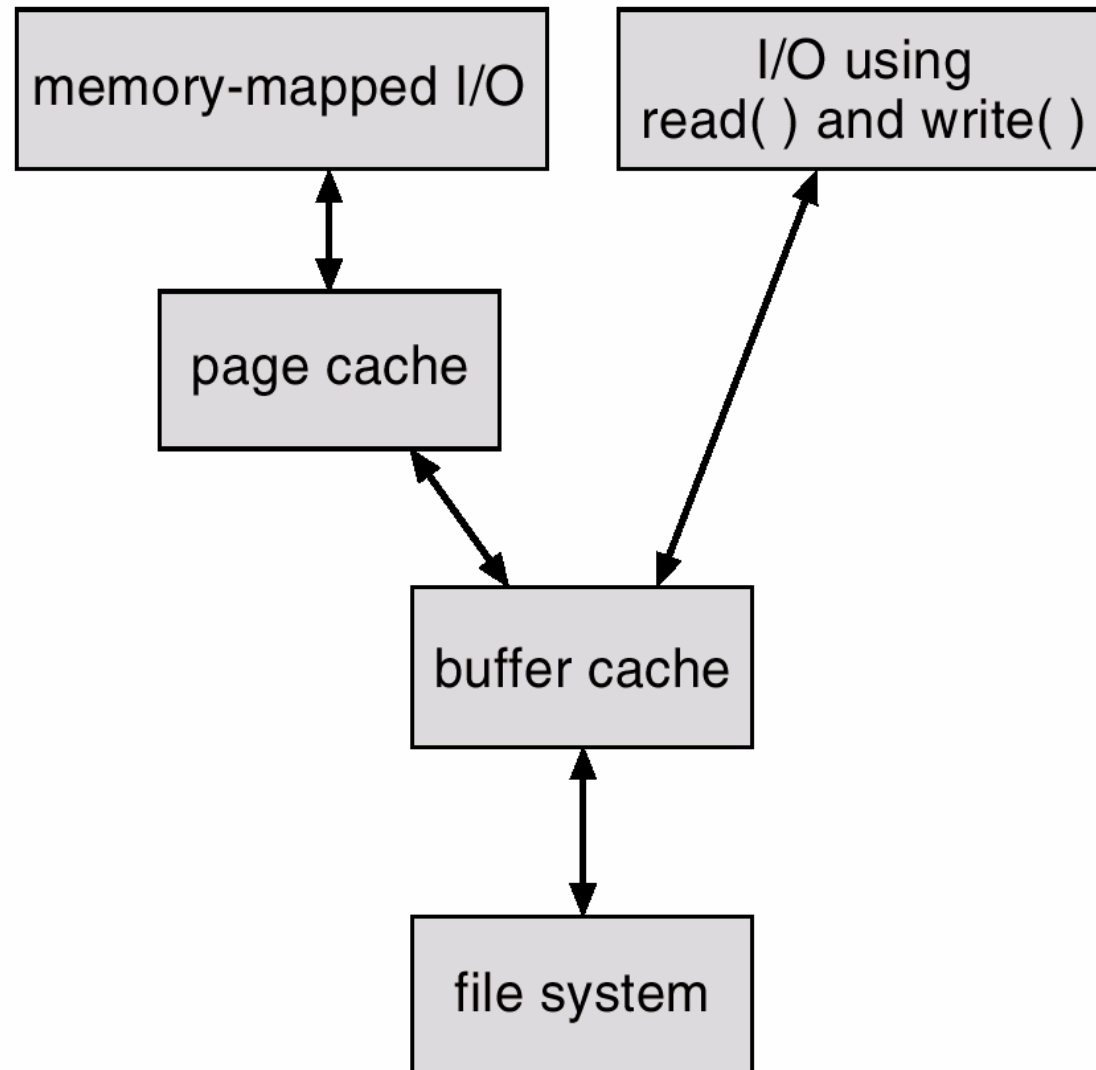 memory-mapped I/O
I/O using
read( ) and write( )
page cache
buffer cache
file system